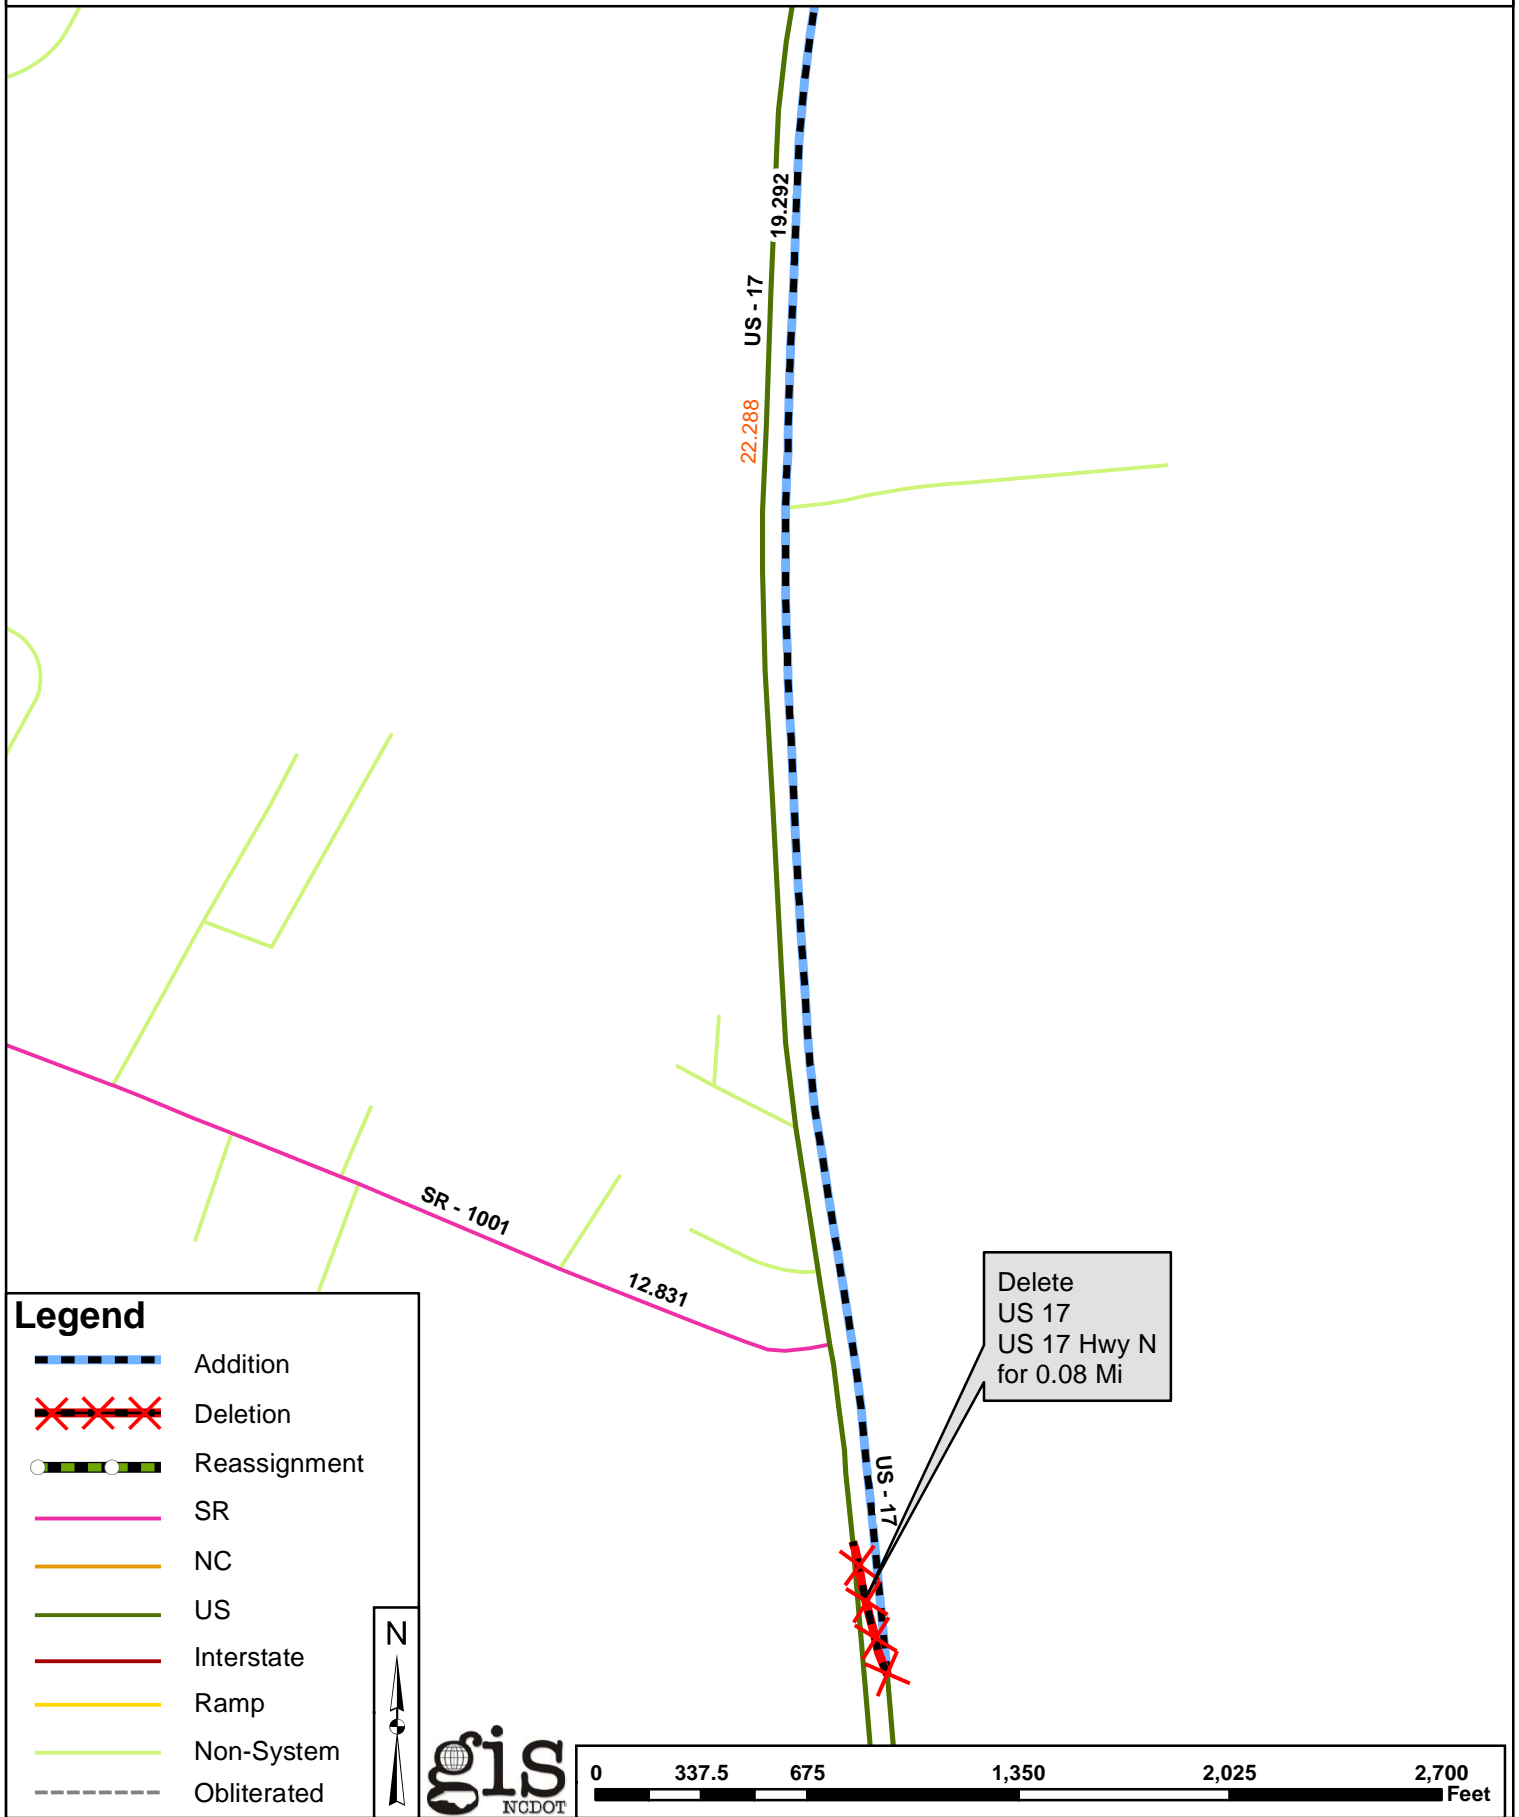 19.292
US - 17
22.288
SR - 1001
12.831
Delete
US 17
US 17 Hwy N
for 0.08 Mi
US - 17
Legend
Addition
Deletion
Reassignment
SR
NC
US
Interstate
Ramp
Non-System
Obliterated
N
gis
NCDOT
0 337.5 675 1,350 2,025 2,700
Feet